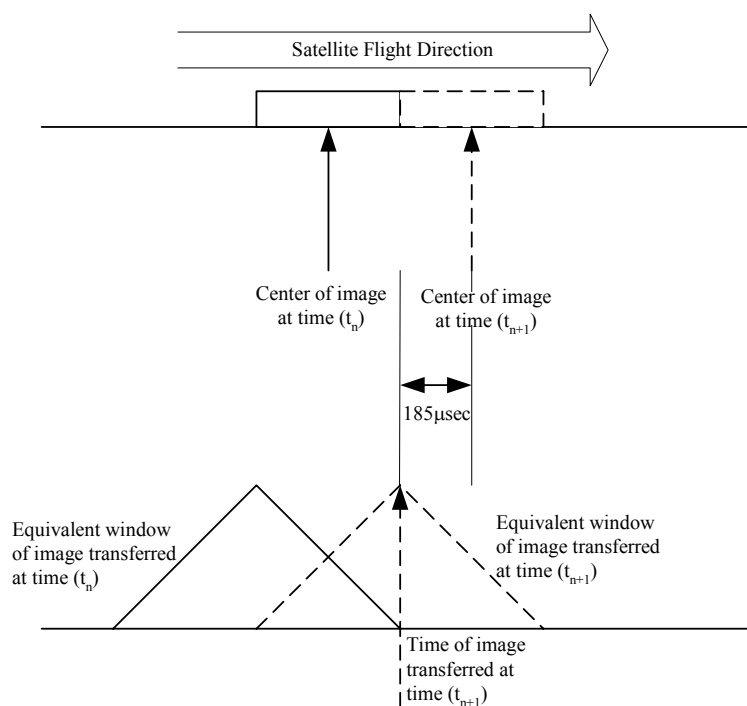 Satellite Flight Direction
Center of image
at time (tₙ)
Center of image
at time (tₙ₊₁)
185μsec
Equivalent window
of image transferred
at time (tₙ)
Equivalent window
of image transferred
at time (tₙ₊₁)
Time of image
transferred at
time (tₙ₊₁)